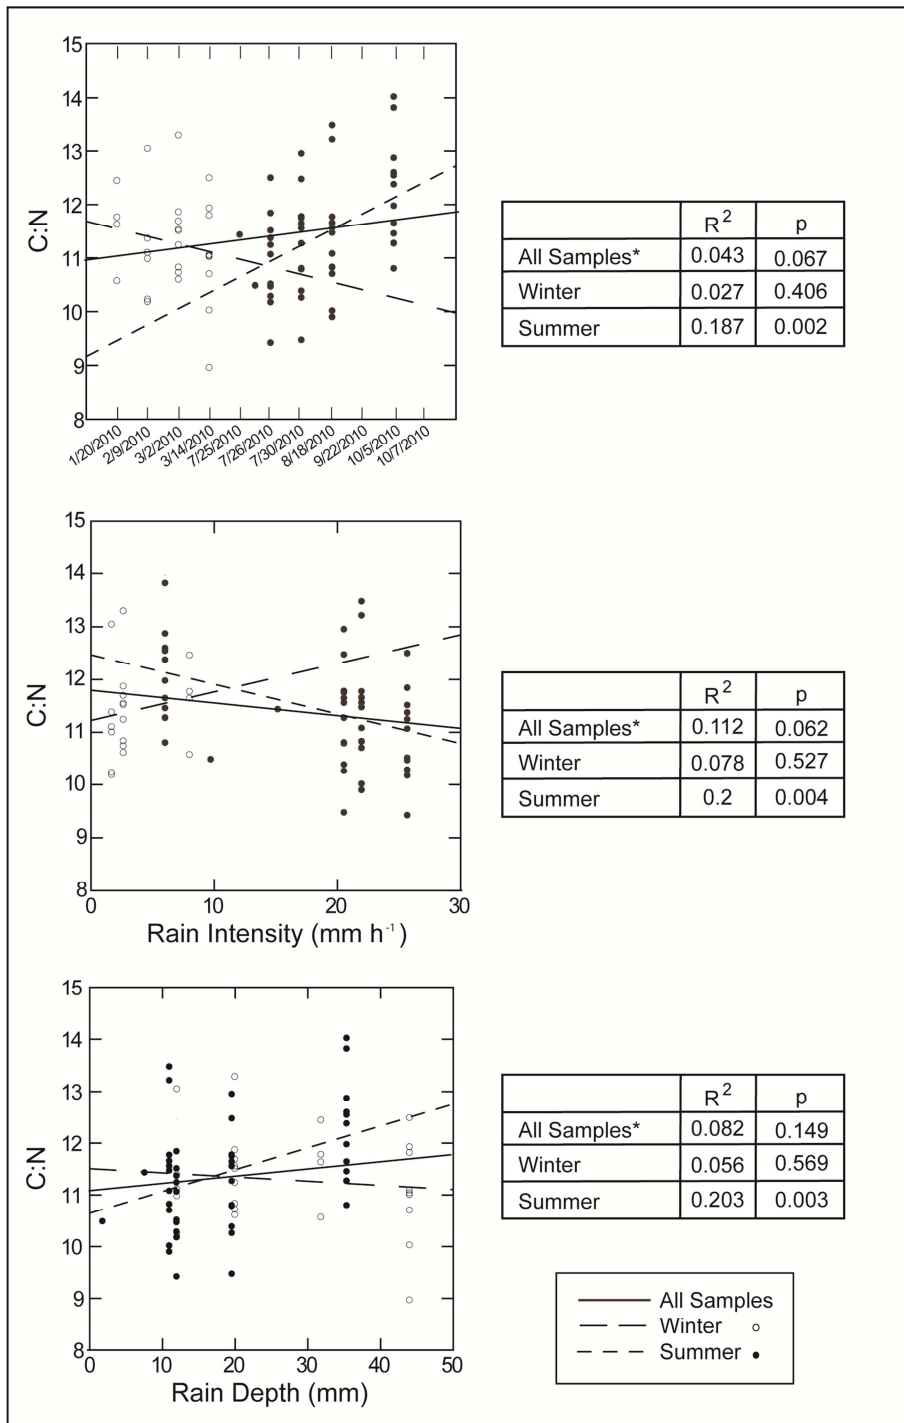 15
14
13
12
11
10
9
8
C:N
1/20/2010
2/9/2010
3/2/2010
3/14/2010
7/25/2010
7/26/2010
7/30/2010
8/18/2010
9/22/2010
10/5/2010
10/7/2010
R² p
All Samples* 0.043 0.067
Winter 0.027 0.406
Summer 0.187 0.002
15
14
13
12
11
10
9
8
C:N
0 10 20 30
Rain Intensity (mm h⁻¹)
R² p
All Samples* 0.112 0.062
Winter 0.078 0.527
Summer 0.2 0.004
15
14
13
12
11
10
9
8
C:N
0 10 20 30 40 50
Rain Depth (mm)
R² p
All Samples* 0.082 0.149
Winter 0.056 0.569
Summer 0.203 0.003
All Samples
Winter
Summer